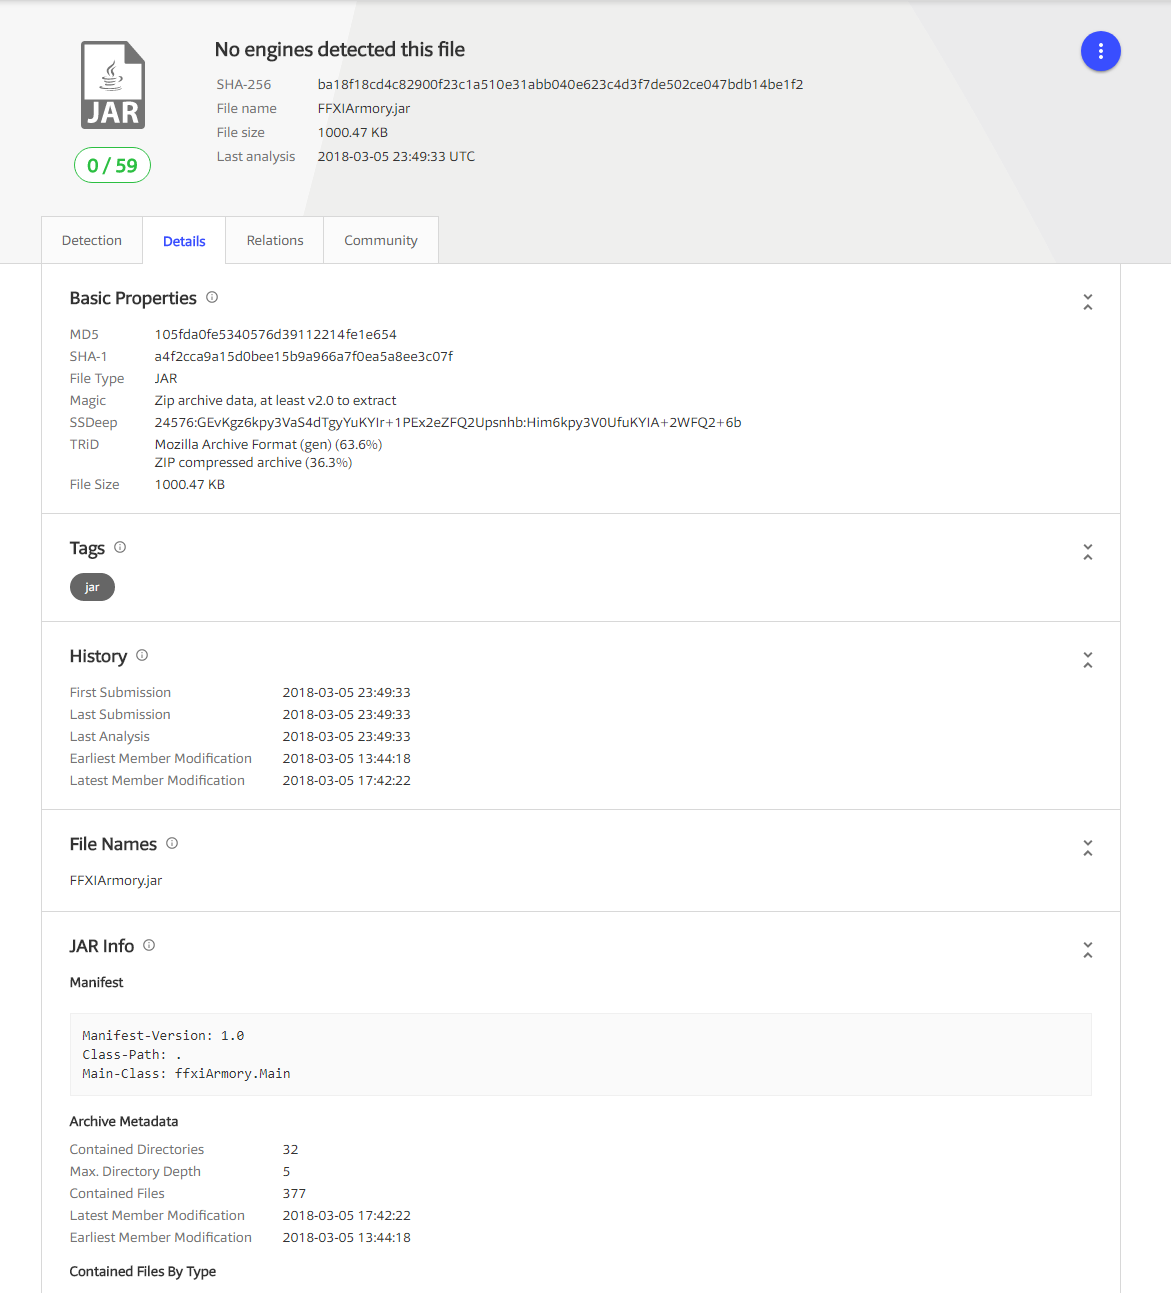 No engines detected this file
SHA-256 ba18f18cd4c82900f23c1a510e31abb040e623c4d3f7de502ce047bdb14be1f2
File name FFXIArmory.jar
File size 1000.47 KB
Last analysis 2018-03-05 23:49:33 UTC
JAR
0 / 59
Detection Details Relations Community
Basic Properties
MD5 105fda0fe5340576d39112214fe1e654
SHA-1 a4f2cca9a15d0bee15b9a966a7f0ea5a8ee3c07f
File Type JAR
Magic Zip archive data, at least v2.0 to extract
SSDeep 24576:GEvKgz6kpy3VaS4dTgyYuKYIr+1PEx2eZFQ2Upsnhb:Him6kpy3V0UfuKYIA+2WFQ2+6b
TRiD Mozilla Archive Format (gen) (63.6%)
ZIP compressed archive (36.3%)
File Size 1000.47 KB
Tags
jar
History
First Submission 2018-03-05 23:49:33
Last Submission 2018-03-05 23:49:33
Last Analysis 2018-03-05 23:49:33
Earliest Member Modification 2018-03-05 13:44:18
Latest Member Modification 2018-03-05 17:42:22
File Names
FFXIArmory.jar
JAR Info
Manifest
Manifest-Version: 1.0
Class-Path: .
Main-Class: ffxiArmory.Main
Archive Metadata
Contained Directories 32
Max. Directory Depth 5
Contained Files 377
Latest Member Modification 2018-03-05 17:42:22
Earliest Member Modification 2018-03-05 13:44:18
Contained Files By Type